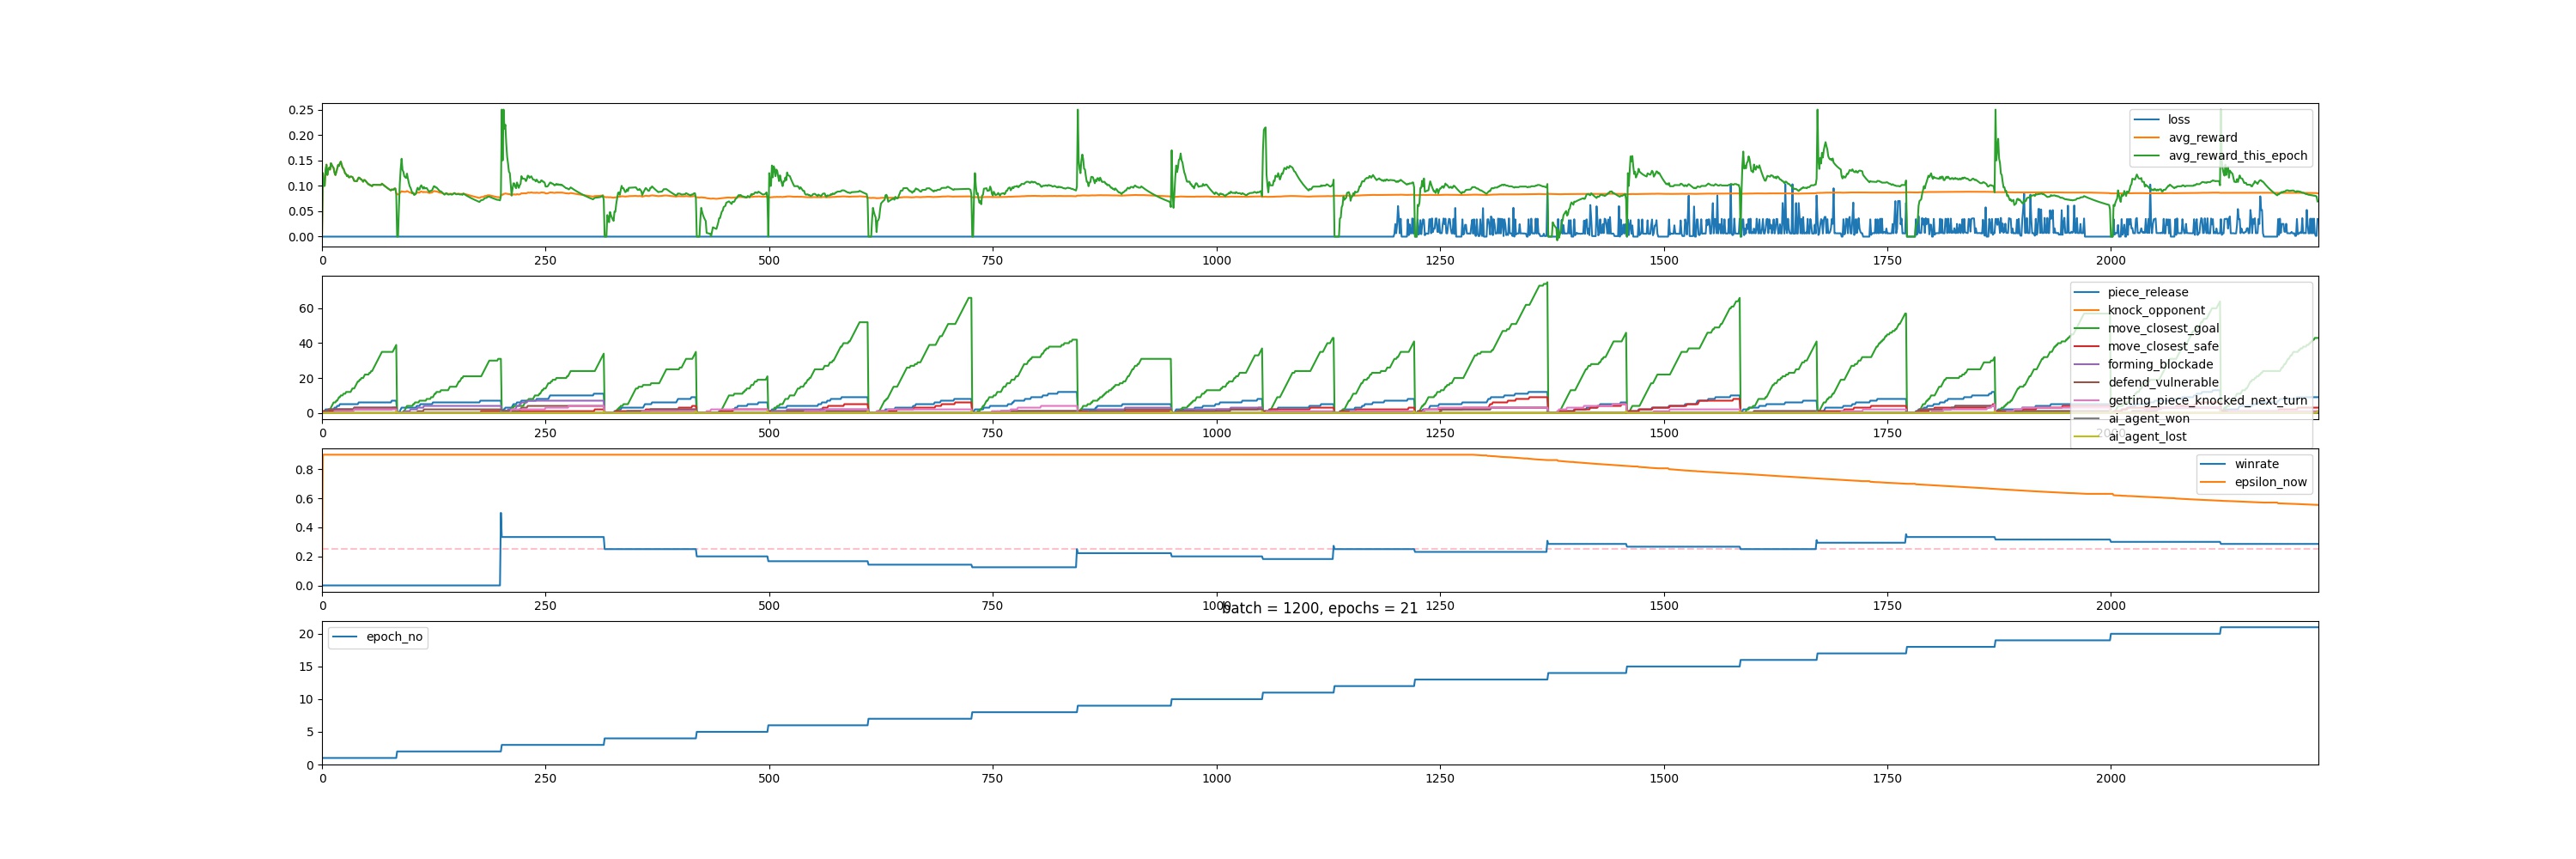 0.25
0.20
0.15
0.10
0.05
0.00
loss
avg_reward
avg_reward_this_epoch
0 250 500 750 1000 1250 1500 1750 2000
60
40
20
0
piece_release
knock_opponent
move_closest_goal
move_closest_safe
forming_blockade
defend_vulnerable
getting_piece_knocked_next_turn
ai_agent_won
ai_agent_lost
0 250 500 750 1000 1250 1500 1750 2000
0.8
0.6
0.4
0.2
0.0
winrate
epsilon_now
0 250 500 750 1000 1250 1500 1750 2000
batch = 1200, epochs = 21
20
15
10
5
0
epoch_no
0 250 500 750 1000 1250 1500 1750 2000